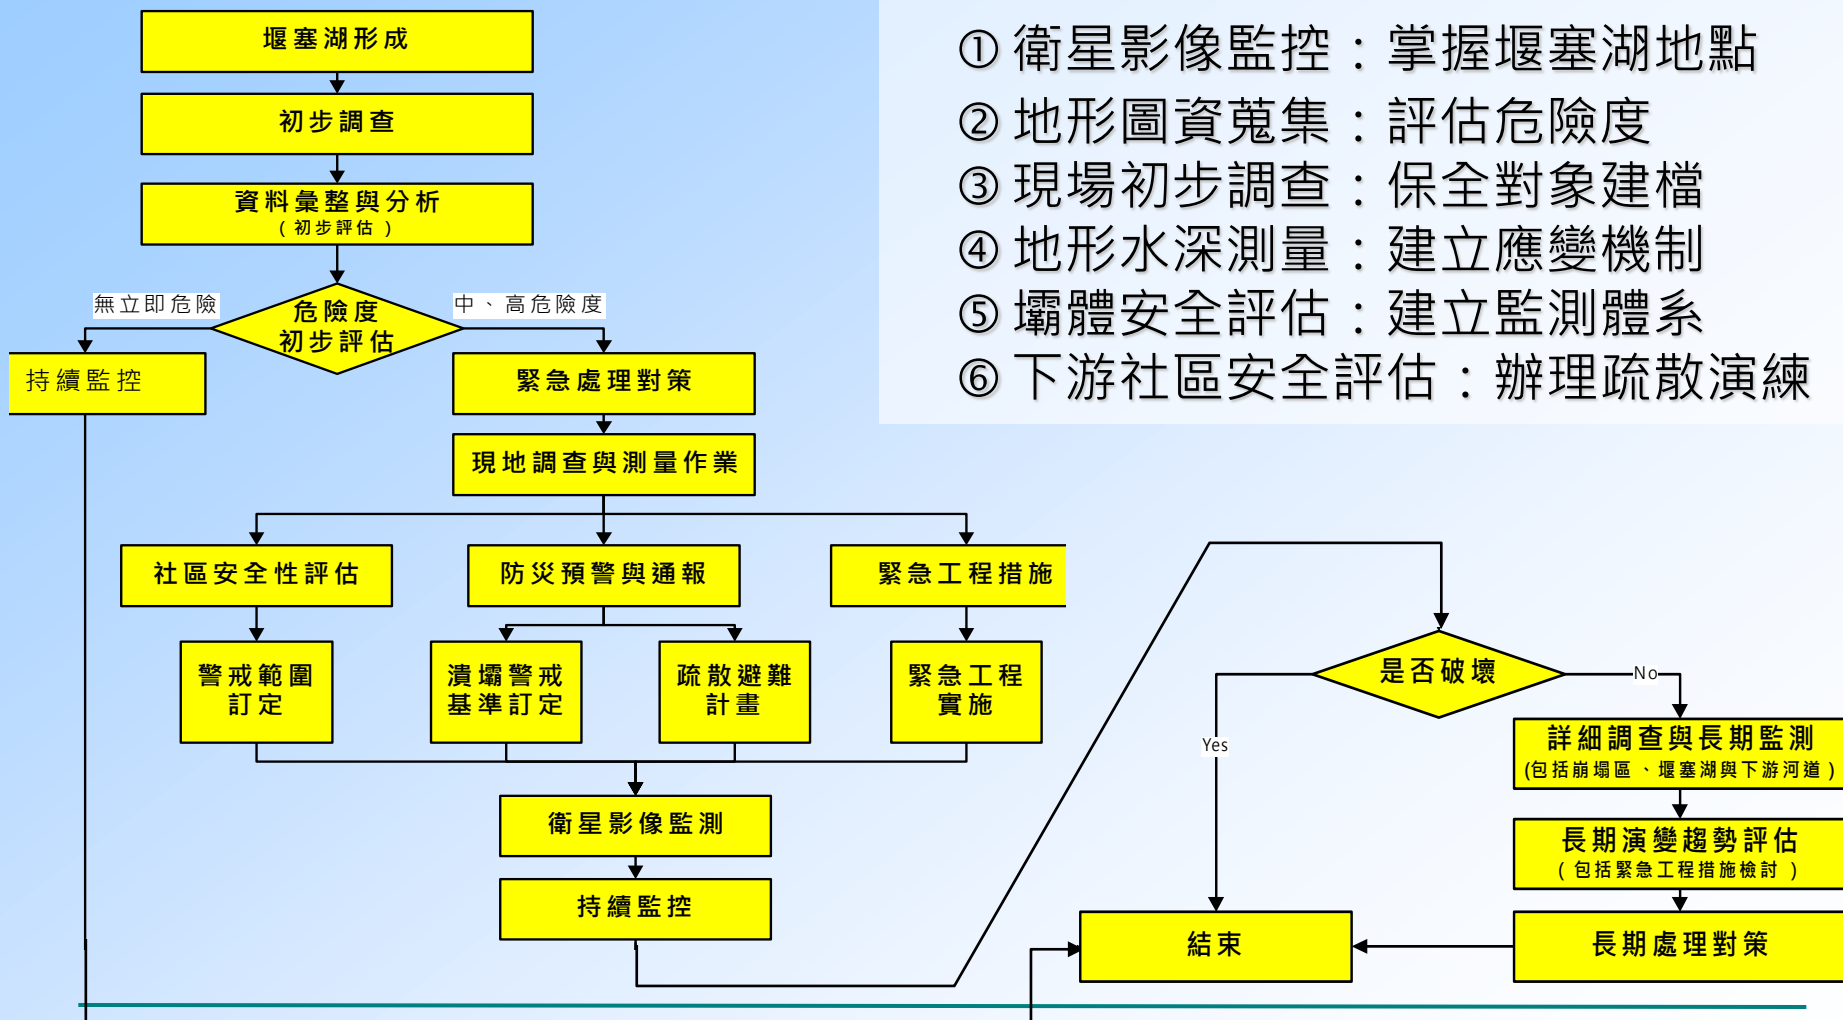 堰塞湖形成
初步調查
資料彙整與分析
(初步評估)
危險度
初步評估
無立即危險
中、高危險度
持續監控
緊急處理對策
現地調查與測量作業
社區安全性評估
防災預警與通報
緊急工程措施
警戒範圍
訂定
潰壩警戒
基準訂定
疏散避難
計畫
緊急工程
實施
衛星影像監測
持續監控
①衛星影像監控：掌握堰塞湖地點
②地形圖資蒐集：評估危險度
③現場初步調查：保全對象建檔
④地形水深測量：建立應變機制
⑤壩體安全評估：建立監測體系
⑥下游社區安全評估：辦理疏散演練
是否破壞
No
Yes
詳細調查與長期監測
(包括崩塌區、堰塞湖與下游河道)
長期演變趨勢評估
(包括緊急工程措施檢討)
長期處理對策
結束